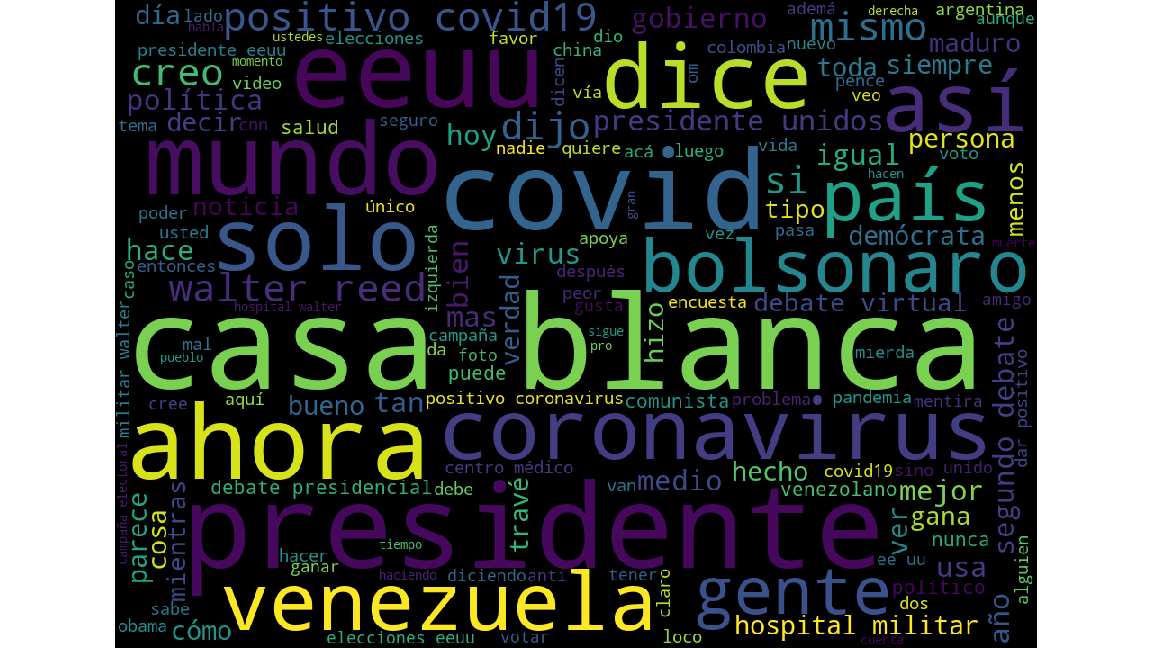 día
lado
habla
positivo covid19
gobierno
ademá
derecha
argentina
aunque
mismo
ustedes
elecciones
favor
dio
presidente eeuu
momento
creo
video
eeuu
china
dicen
vía
dice
colombia
nuevo
om
maduro
toda
siempre
pence
veo
política
así
tema
decir
cnn
salud
seguro
hoy
dijo
presidente unidos
persona
mundo
nadie
quiere
acá
luego
vida
igual
voto
hacen
covid
si
país
menos
poder
noticia
único
gran
tipo
usted
solo
izquierda
apoya
vez
pasa
demócrata
muerte
hace
bien
virus
entonces
caso
después
bolsonaro
walter reed
peor
gusta
encuesta
debate virtual
amigo
hospital walter
mas
verdad
hizo
casa blanca
campaña
sigue
pro
mal
pueblo
da
foto
puede
mierda
militar walter
segundo debate
dar positivo
aquí
cree
bueno
tan
positivo coronavirus
comunista
problema
pandemia
mentira
ahora
coronavirus
campaña electoral
centro médico
hecho
covid19
sino
unido
debate presidencial
debe
van
medio
venezolano
mejor
parece
cosa
mientras
travé
presidente
ver
gana
nunca
tiempo
hacer
ganar
haciendo
diciendo
anti
tener
ee uu
usa
alguien
claro
gente
político
sabe
venezuela
dos
año
obama
cómo
hospital militar
elecciones eeuu
votar
loco
cuenta